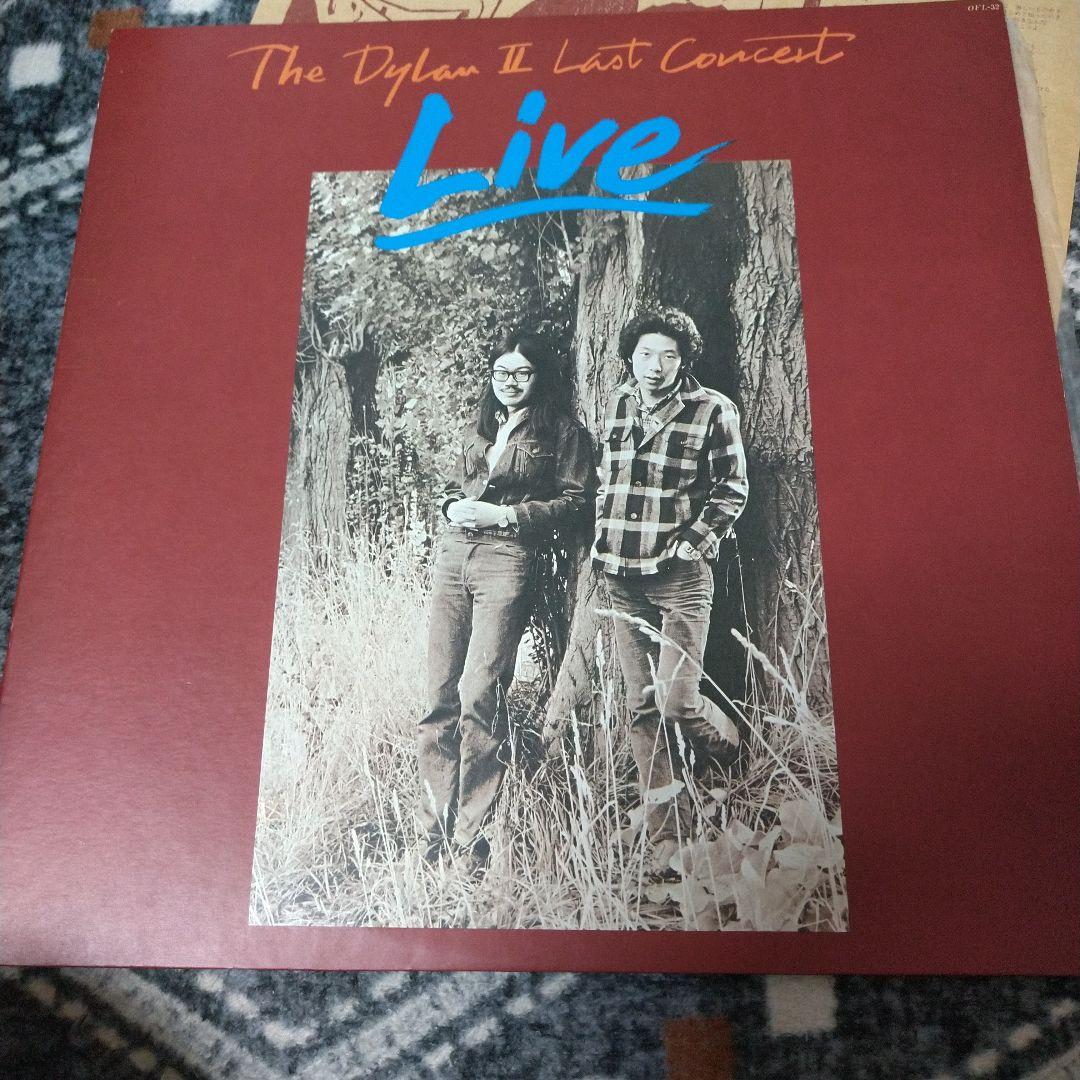 OFL-32
The Dylan II Last Concert
Live